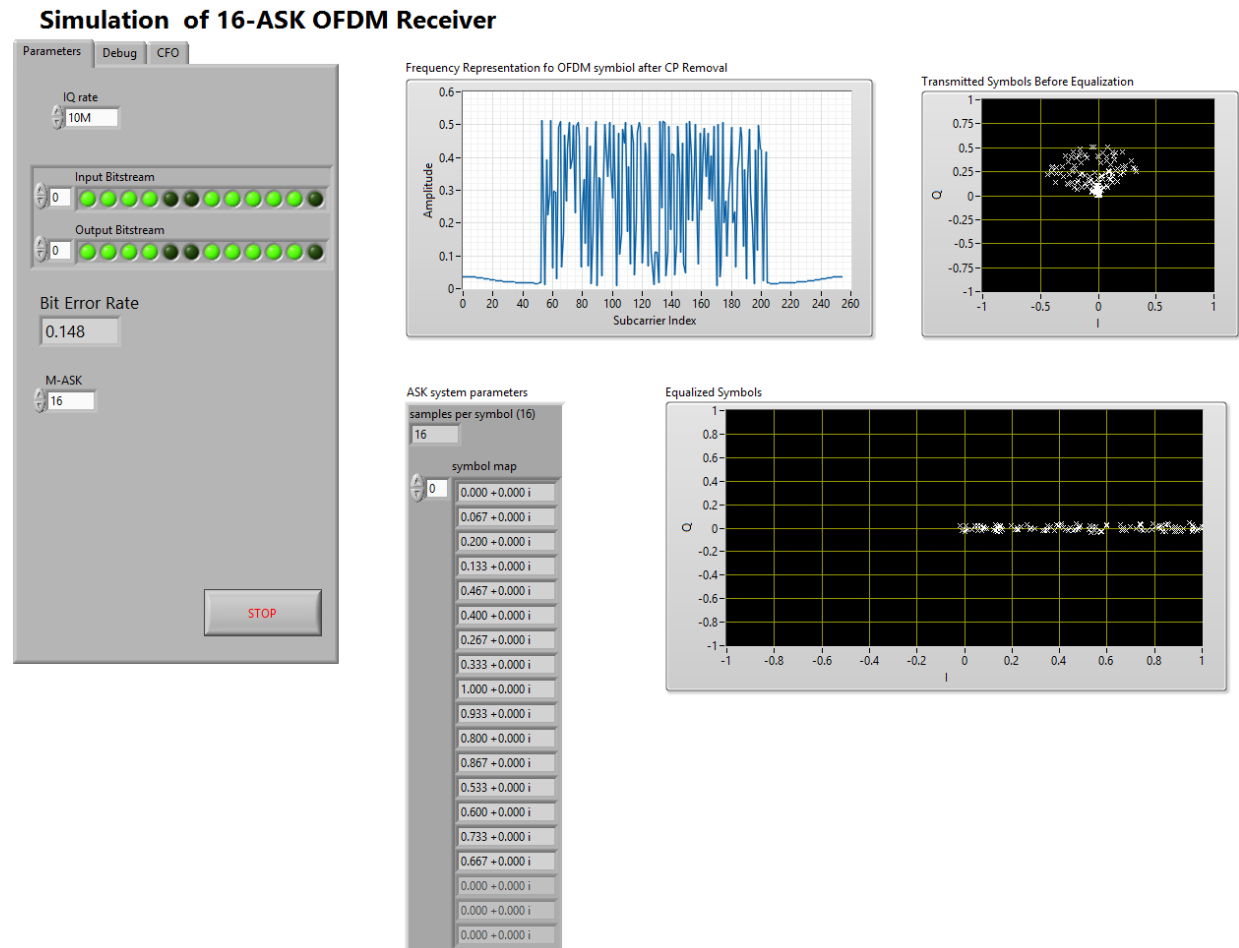 Simulation  of 16-ASK OFDM Receiver
Parameters
Debug
CFO
IQ rate
10M
Input Bitstream
0
Output Bitstream
0
Bit Error Rate
0.148
M-ASK
16
STOP
Frequency Representation fo OFDM symbiol after CP Removal
Amplitude
0.6
0.5
0.4
0.3
0.2
0.1
0
0 20 40 60 80 100 120 140 160 180 200 220 240 260
Subcarrier Index
Transmitted Symbols Before Equalization
Q
1
0.75
0.5
0.25
0
-0.25
-0.5
-0.75
-1
-1 -0.5 0 0.5 1
I
ASK system parameters
samples per symbol (16)
16
symbol map
0
0.000 +0.000 i
0.067 +0.000 i
0.200 +0.000 i
0.133 +0.000 i
0.467 +0.000 i
0.400 +0.000 i
0.267 +0.000 i
0.333 +0.000 i
1.000 +0.000 i
0.933 +0.000 i
0.800 +0.000 i
0.867 +0.000 i
0.533 +0.000 i
0.600 +0.000 i
0.733 +0.000 i
0.667 +0.000 i
0.000 +0.000 i
0.000 +0.000 i
0.000 +0.000 i
Equalized Symbols
Q
1
0.8
0.6
0.4
0.2
0
-0.2
-0.4
-0.6
-0.8
-1
-1 -0.8 -0.6 -0.4 -0.2 0 0.2 0.4 0.6 0.8 1
I